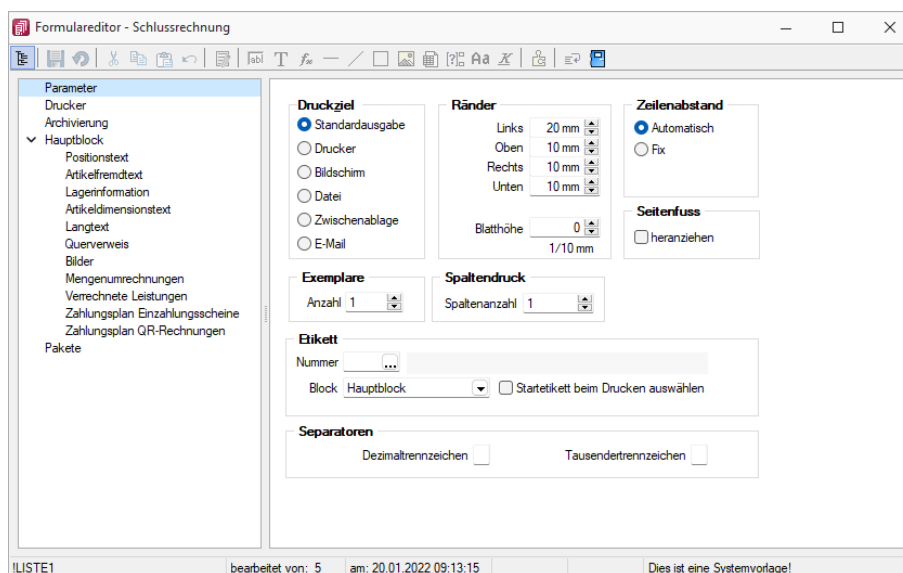 Formulareditor - Schlussrechnung
Parameter
Drucker
Archivierung
Hauptblock
Positionstext
Artikelfremdtext
Lagerinformation
Artikeldimensionstext
Langtext
Querverweis
Bilder
Mengenumrechnungen
Verrechnete Leistungen
Zahlungsplan Einzahlungsscheine
Zahlungsplan QR-Rechnungen
Pakete
Druckziel
Standardausgabe
Drucker
Bildschirm
Datei
Zwischenablage
E-Mail
Ränder
Links 20 mm
Oben 10 mm
Rechts 10 mm
Unten 10 mm
Blatthöhe 0
1/10 mm
Zeilenabstand
Automatisch
Fix
Seitenfuss
heranziehen
Exemplare
Anzahl 1
Spaltendruck
Spaltenanzahl 1
Etikett
Nummer ...
Block Hauptblock Startetikett beim Drucken auswählen
Separatoren
Dezimaltrennzeichen Tausendertrennzeichen
!LISTE1 bearbeitet von: 5 am: 20.01.2022 09:13:15 Dies ist eine Systemvorlage!